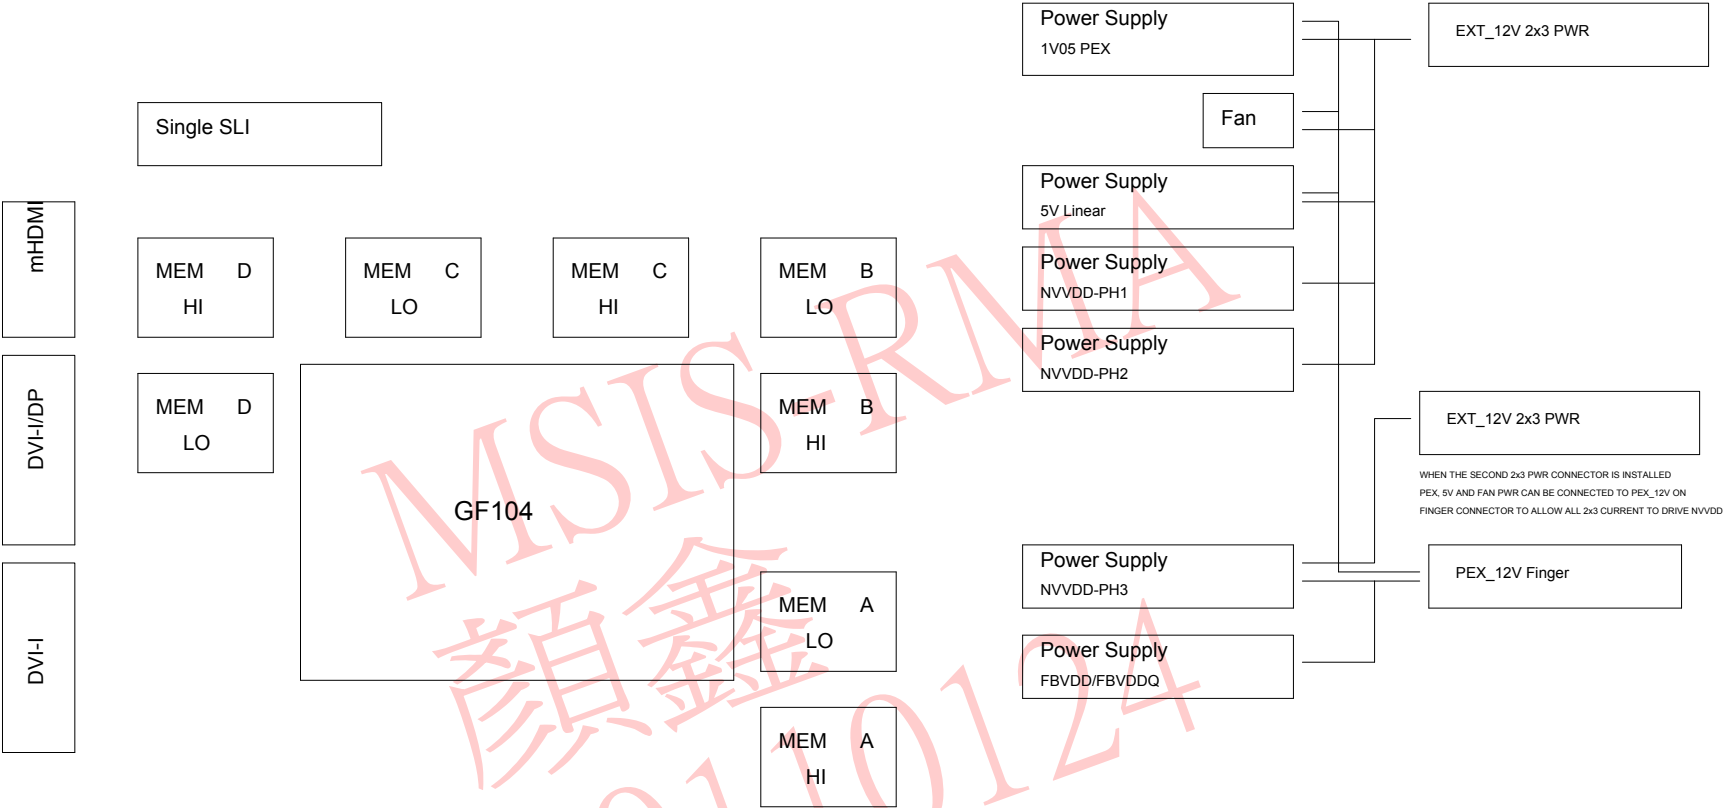 Power Supply
1V05 PEX
EXT_12V 2x3 PWR
Single SLI
Fan
Power Supply
5V Linear
mHDMI
MEM D
HI
MEM C
LO
MEM C
HI
MEM B
LO
Power Supply
NVVDD-PH1
Power Supply
NVVDD-PH2
DVI-I/DP
MEM D
LO
MEM B
HI
EXT_12V 2x3 PWR
WHEN THE SECOND 2x3 PWR CONNECTOR IS INSTALLED
PEX, 5V AND FAN PWR CAN BE CONNECTED TO PEX_12V ON
FINGER CONNECTOR TO ALLOW ALL 2x3 CURRENT TO DRIVE NVVDD
GF104
Power Supply
NVVDD-PH3
PEX_12V Finger
DVI-I
MEM A
LO
Power Supply
FBVDD/FBVDDQ
MEM A
HI
MSIS-RMA
顏鑫